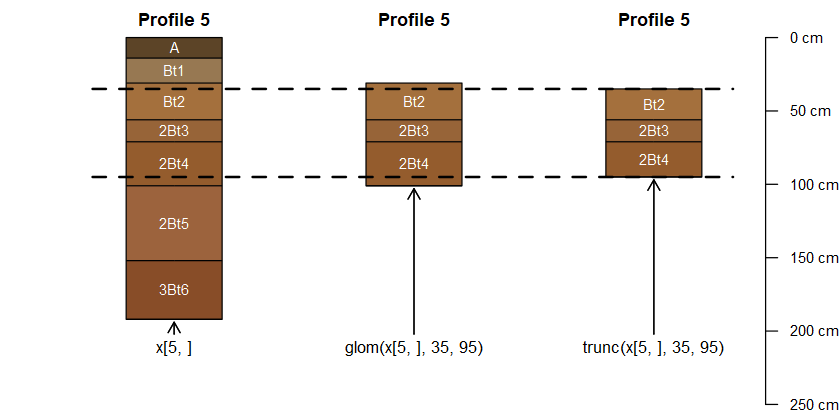 Profile 5
Profile 5
Profile 5
A
Bt1
Bt2
2Bt3
2Bt4
2Bt5
3Bt6
Bt2
2Bt3
2Bt4
Bt2
2Bt3
2Bt4
x[5, ]
glom(x[5, ], 35, 95)
trunc(x[5, ], 35, 95)
0 cm
50 cm
100 cm
150 cm
200 cm
250 cm